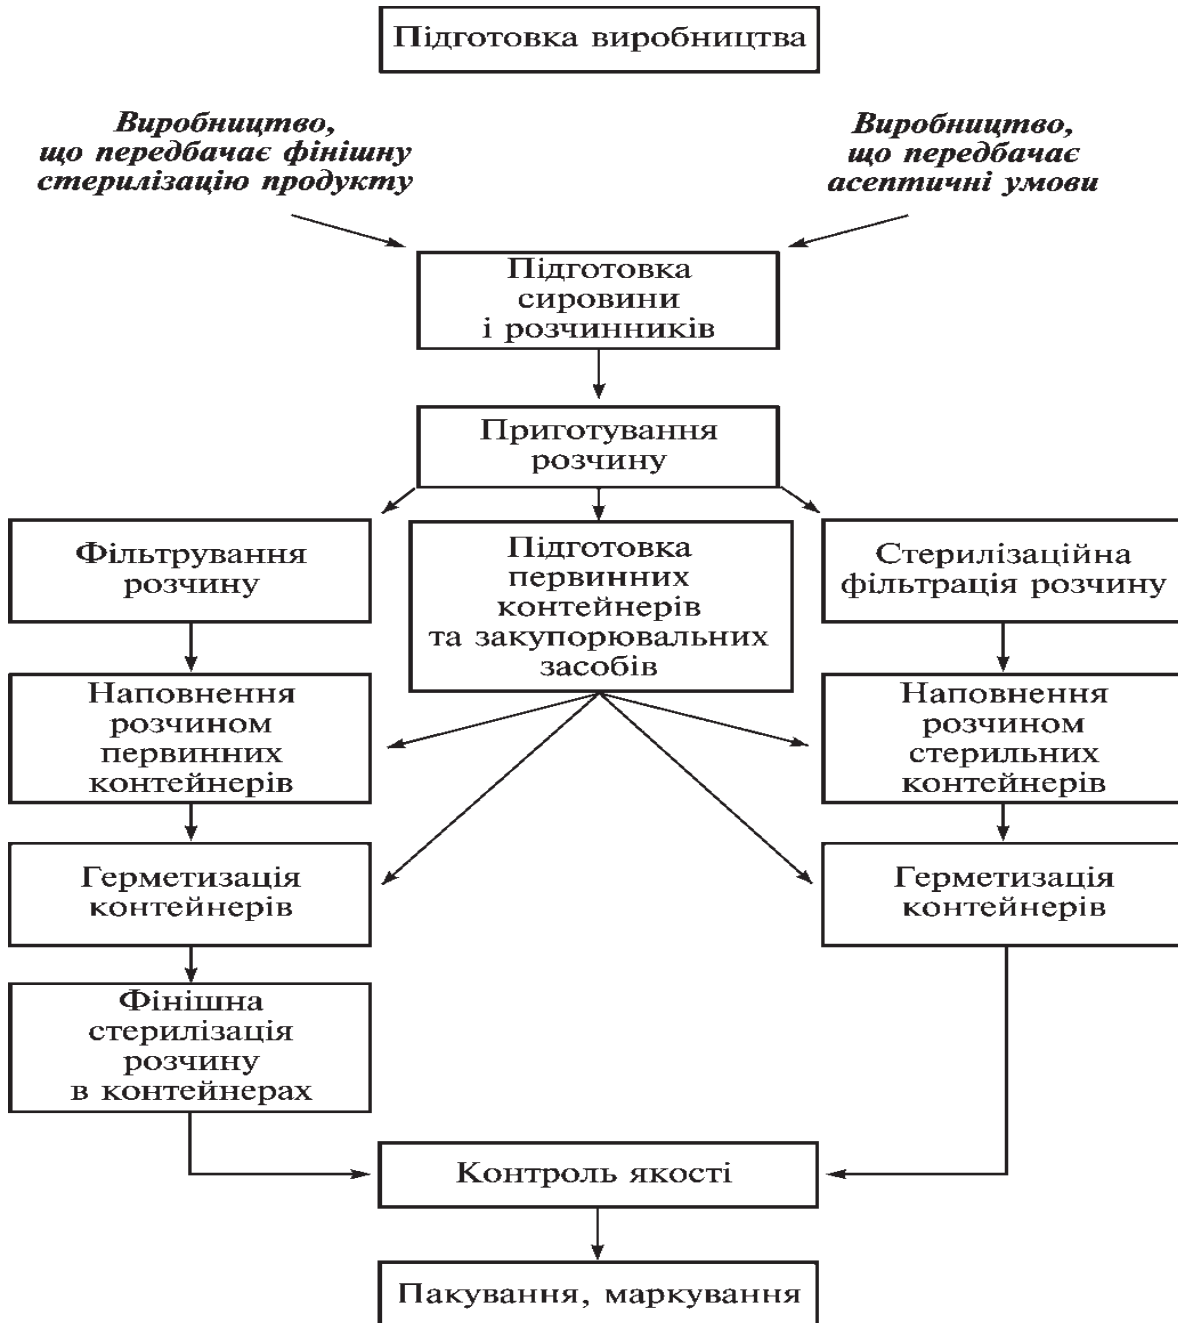 Підготовка виробництва
Виробництво,
що передбачає фінішну
стерилізацію продукту
Виробництво,
що передбачає
асептичні умови
Підготовка
сировини
і розчинників
Приготування
розчину
Фільтрування
розчину
Підготовка
первинних
контейнерів
та закупорювальних
засобів
Стерилізаційна
фільтрація розчину
Наповнення
розчином
первинних
контейнерів
Наповнення
розчином
стерильних
контейнерів
Герметизація
контейнерів
Герметизація
контейнерів
Фінішна
стерилізація
розчину
в контейнерах
Контроль якості
Пакування, маркування